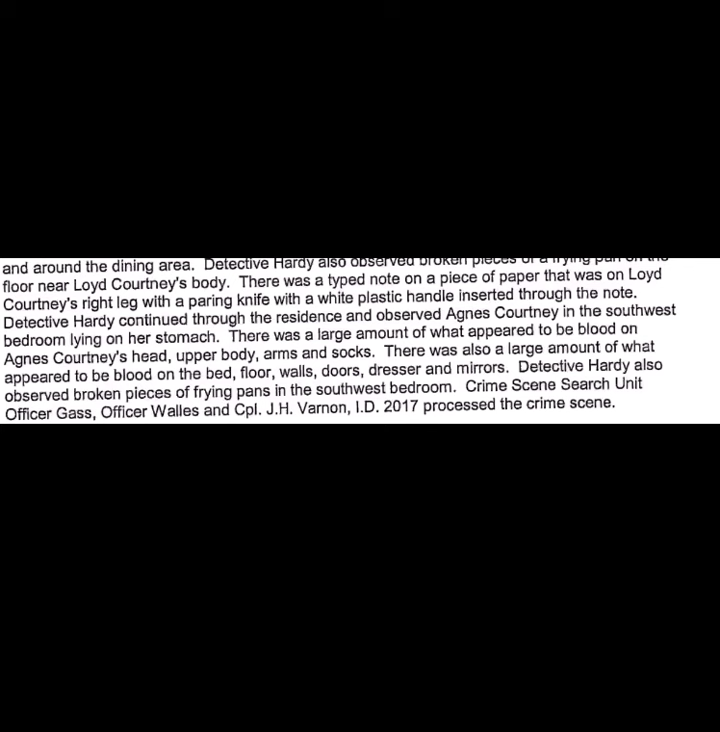 and around the dining area. Detective Hardy also observed broken pieces of a frying pan on the
floor near Loyd Courtney's body. There was a typed note on a piece of paper that was on Loyd
Courtney's right leg with a paring knife with a white plastic handle inserted through the note.
Detective Hardy continued through the residence and observed Agnes Courtney in the southwest
bedroom lying on her stomach. There was a large amount of what appeared to be blood on
Agnes Courtney's head, upper body, arms and socks. There was also a large amount of what
appeared to be blood on the bed, floor, walls, doors, dresser and mirrors. Detective Hardy also
observed broken pieces of frying pans in the southwest bedroom. Crime Scene Search Unit
Officer Gass, Officer Walles and Cpl. J.H. Varnon, I.D. 2017 processed the crime scene.